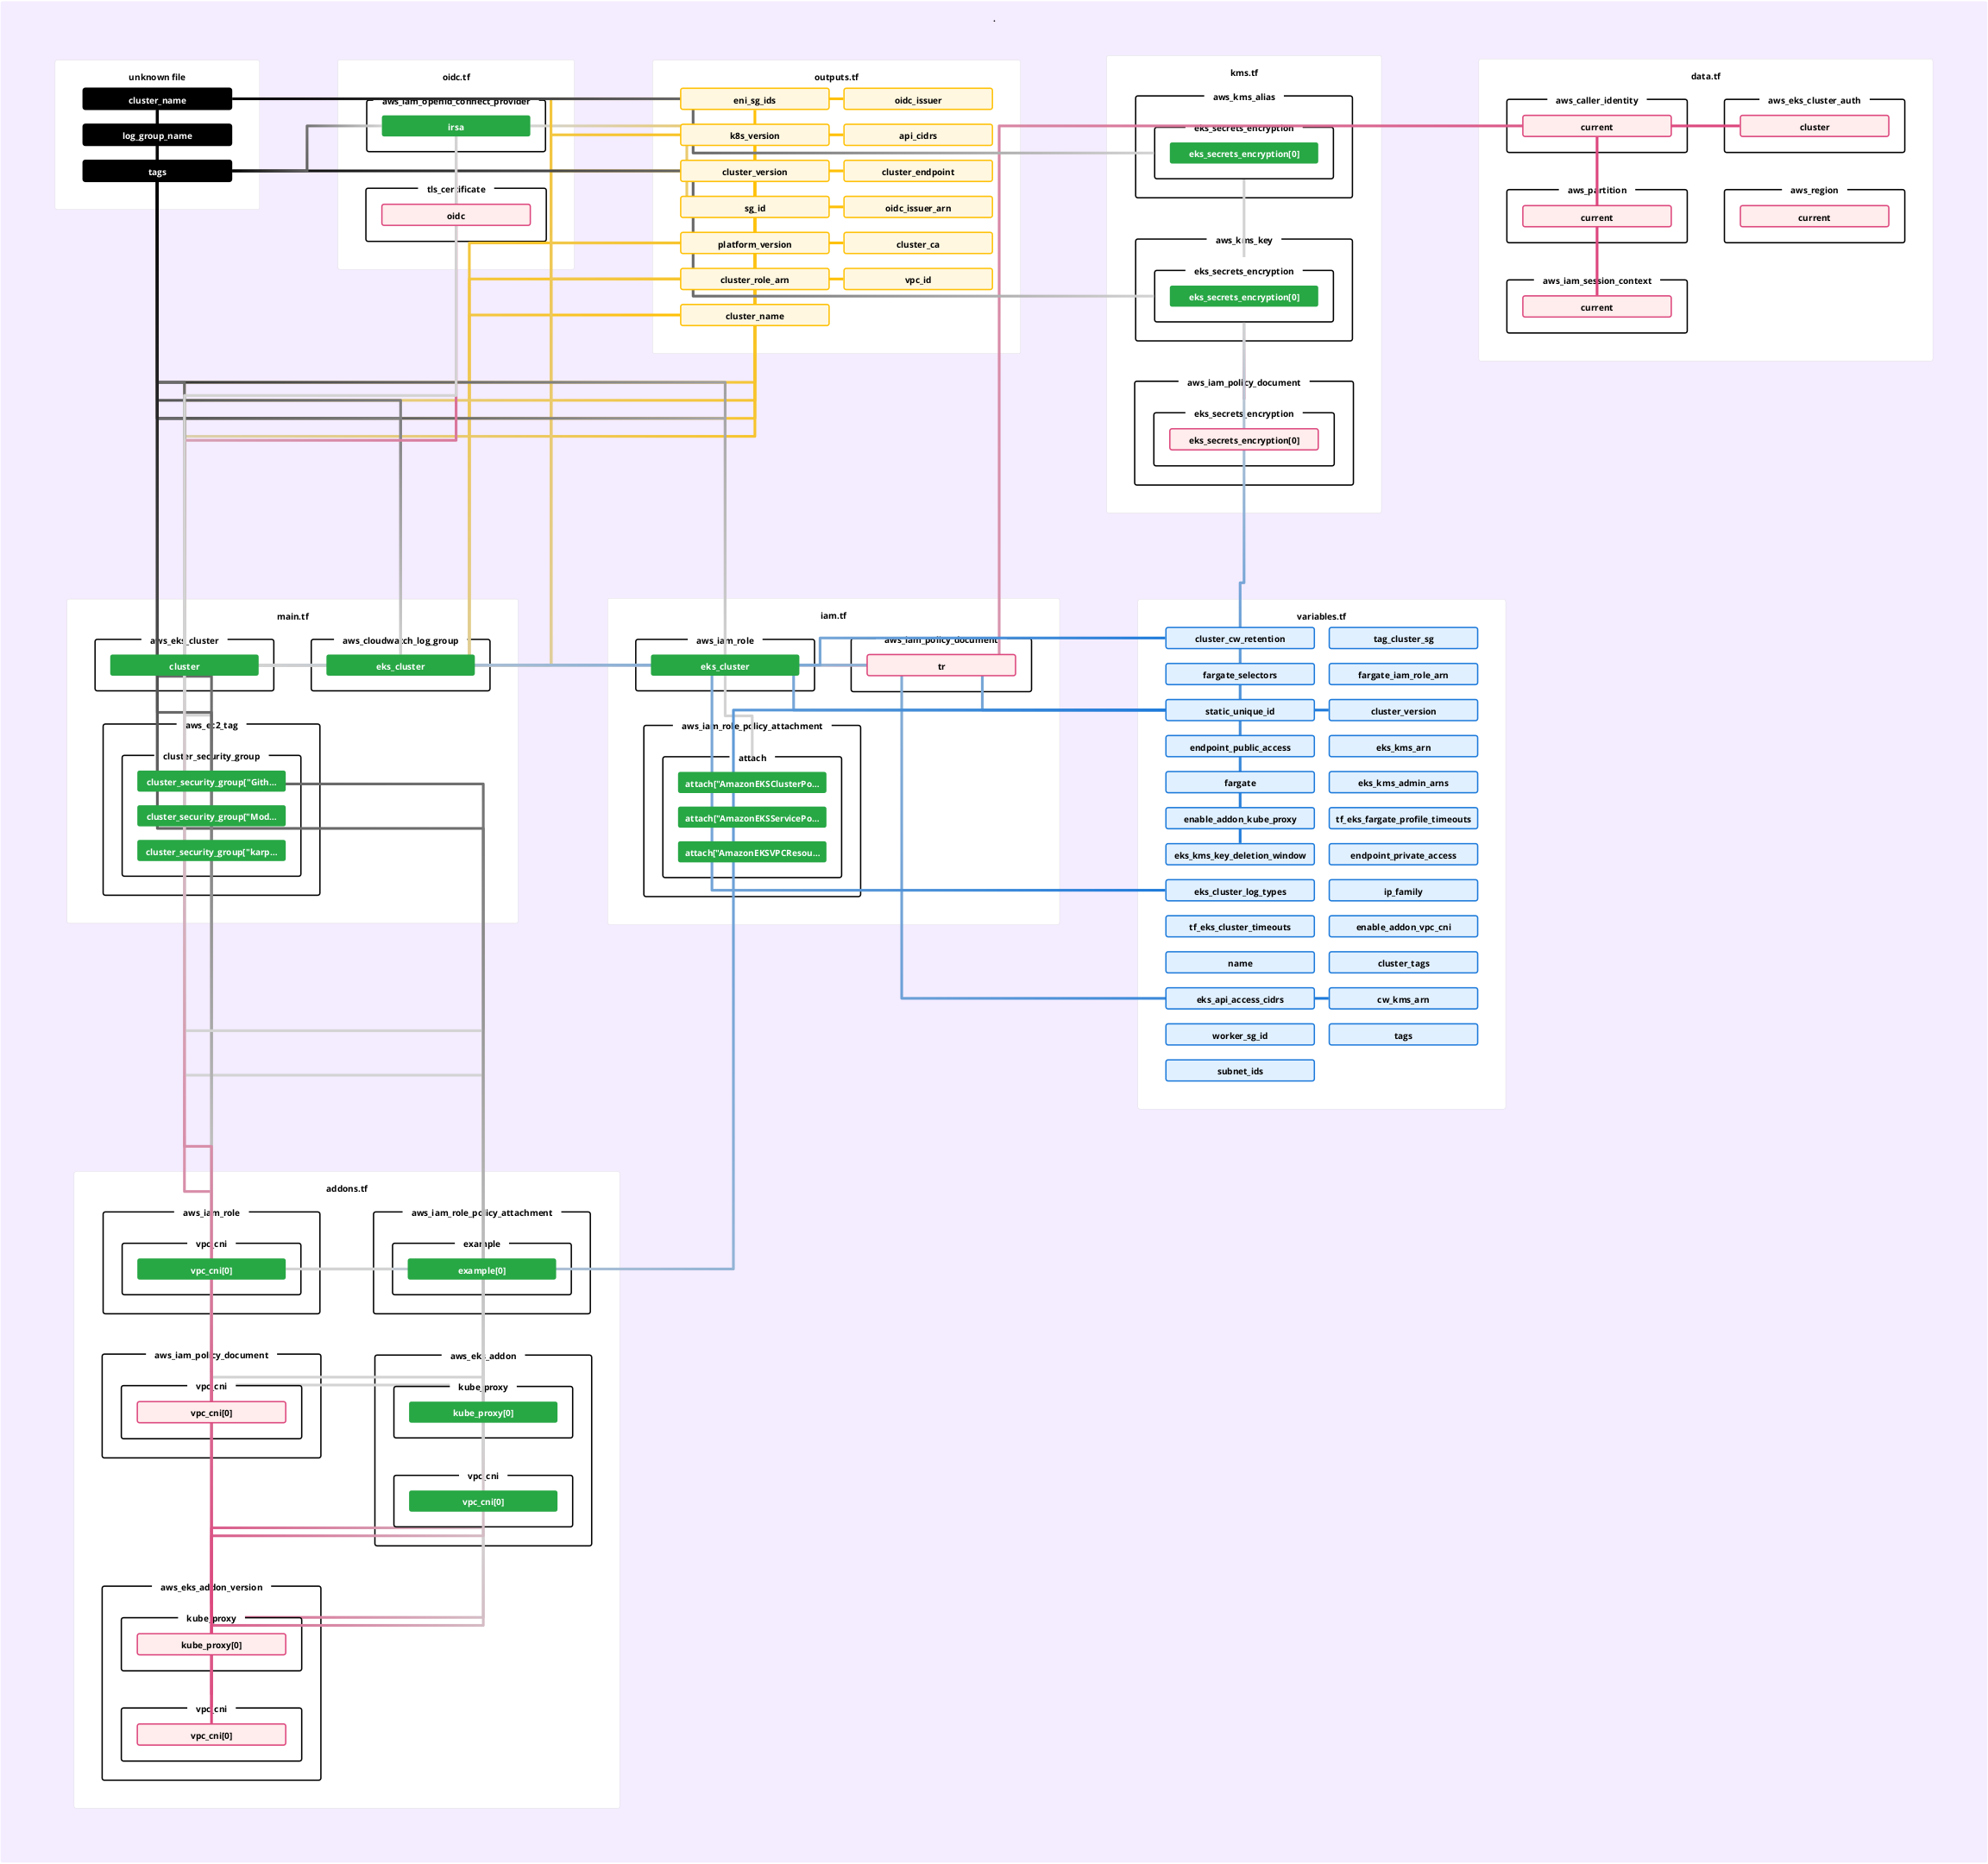 .
unknown file
cluster_name
log_group_name
tags
oidc.tf
aws_iam_openid_connect_provider
irsa
tls_certificate
oidc
outputs.tf
eni_sg_ids
oidc_issuer
k8s_version
api_cidrs
cluster_version
cluster_endpoint
sg_id
oidc_issuer_arn
platform_version
cluster_ca
cluster_role_arn
vpc_id
cluster_name
kms.tf
aws_kms_alias
eks_secrets_encryption
eks_secrets_encryption[0]
aws_kms_key
eks_secrets_encryption
eks_secrets_encryption[0]
aws_iam_policy_document
eks_secrets_encryption
eks_secrets_encryption[0]
data.tf
aws_caller_identity
current
aws_eks_cluster_auth
cluster
aws_partition
current
aws_region
current
aws_iam_session_context
current
main.tf
aws_eks_cluster
cluster
aws_cloudwatch_log_group
eks_cluster
aws_ec2_tag
cluster_security_group
cluster_security_group["Gith...
cluster_security_group["Mod...
cluster_security_group["karp...
iam.tf
aws_iam_role
eks_cluster
aws_iam_policy_document
tr
aws_iam_role_policy_attachment
attach
attach["AmazonEKSClusterPo...
attach["AmazonEKSServicePo...
attach["AmazonEKSVPCResou...
variables.tf
cluster_cw_retention
tag_cluster_sg
fargate_selectors
fargate_iam_role_arn
static_unique_id
cluster_version
endpoint_public_access
eks_kms_arn
fargate
eks_kms_admin_arns
enable_addon_kube_proxy
tf_eks_fargate_profile_timeouts
eks_kms_key_deletion_window
endpoint_private_access
eks_cluster_log_types
ip_family
tf_eks_cluster_timeouts
enable_addon_vpc_cni
name
cluster_tags
eks_api_access_cidrs
cw_kms_arn
worker_sg_id
tags
subnet_ids
addons.tf
aws_iam_role
vpc_cni
vpc_cni[0]
aws_iam_role_policy_attachment
example
example[0]
aws_iam_policy_document
vpc_cni
vpc_cni[0]
aws_eks_addon
kube_proxy
kube_proxy[0]
vpc_cni
vpc_cni[0]
aws_eks_addon_version
kube_proxy
kube_proxy[0]
vpc_cni
vpc_cni[0]